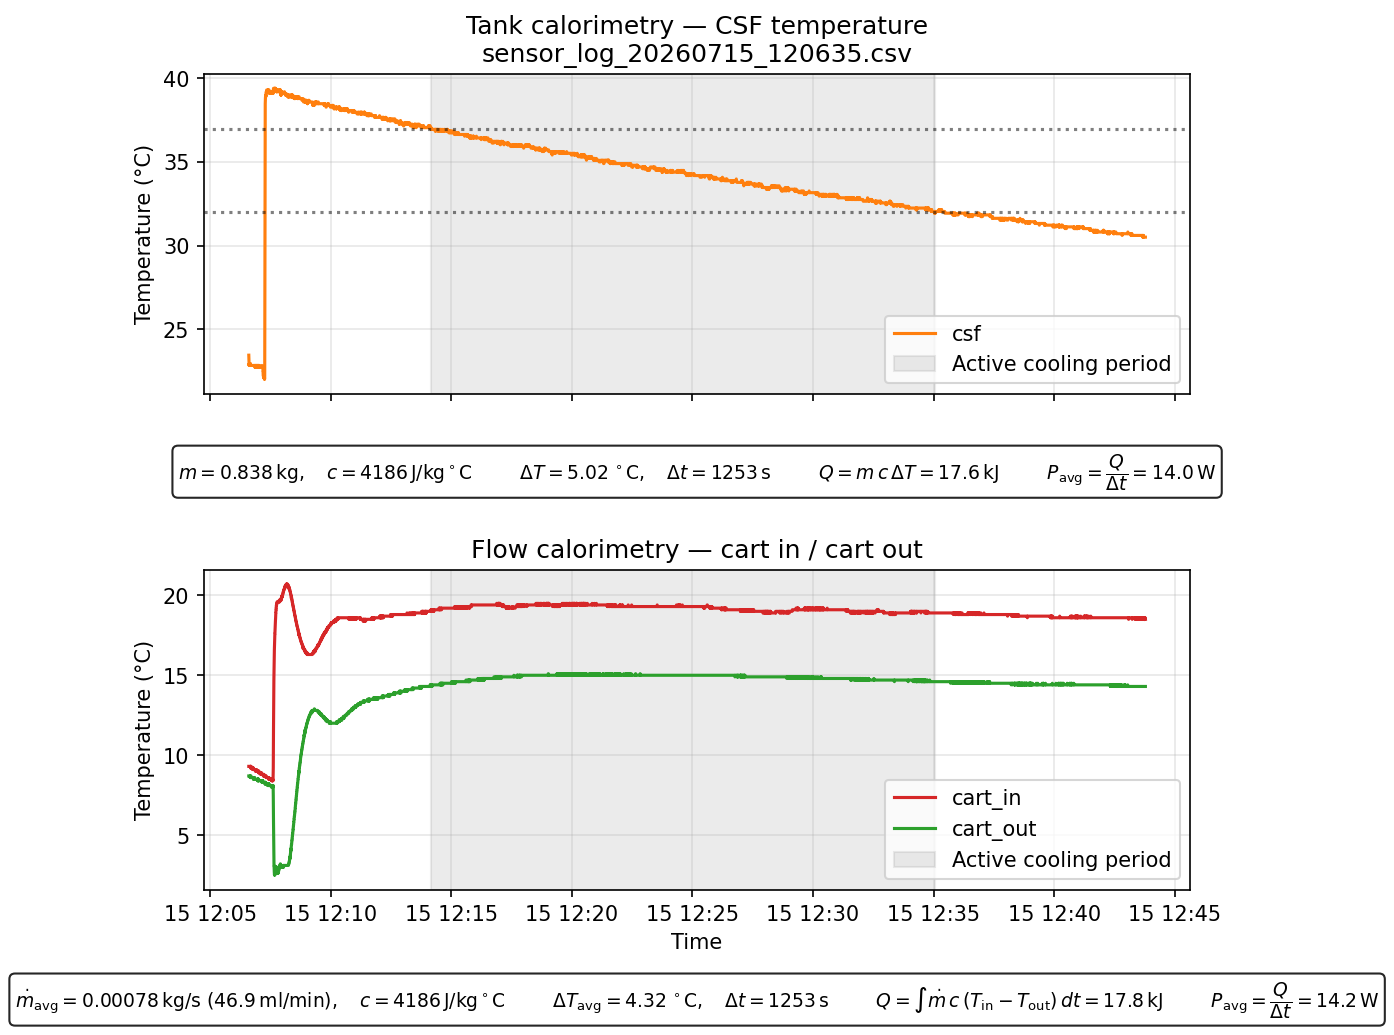 Tank calorimetry — CSF temperature
sensor_log_20260715_120635.csv
40
35
30
25
Temperature (°C)
csf
Active cooling period
m = 0.838 kg, c = 4186 J/kg °C ΔT = 5.02 °C, Δt = 1253 s Q = m c ΔT = 17.6 kJ P_avg = Q/Δt = 14.0 W
Flow calorimetry — cart in / cart out
20
15
10
5
Temperature (°C)
cart_in
cart_out
Active cooling period
15 12:05 15 12:10 15 12:15 15 12:20 15 12:25 15 12:30 15 12:35 15 12:40 15 12:45
Time
ṁ_avg = 0.00078 kg/s (46.9 ml/min), c = 4186 J/kg °C ΔT_avg = 4.32 °C, Δt = 1253 s Q = ∫ ṁ c (T_in − T_out) dt = 17.8 kJ P_avg = Q/Δt = 14.2 W